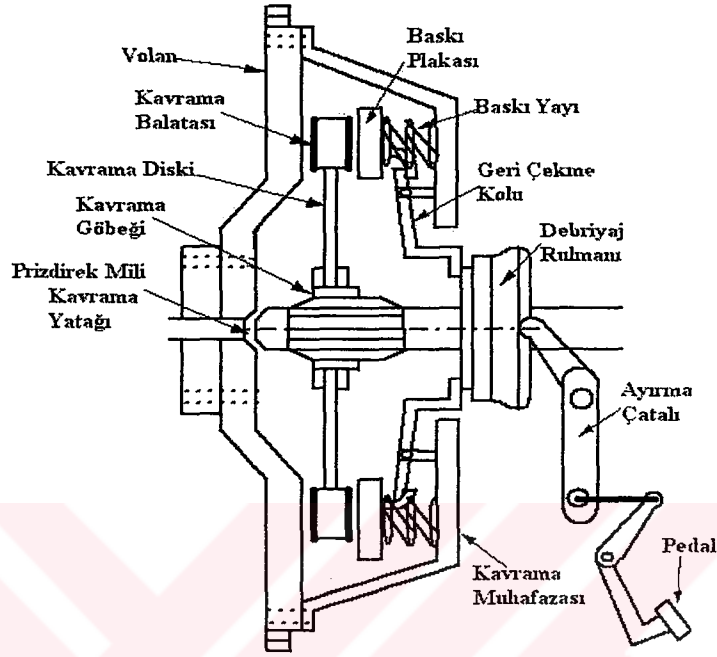 Volan
Kavrama
Balatası
Kavrama Diski
Kavrama
Göbeği
Prizdirek Mili
Kavrama
Yatağı
Baskı
Plakası
Baskı Yayı
Geri Çekme
Kolu
Debriyaj
Rulmanı
Ayırma
Çatalı
Pedal
Kavrama
Muhafazası